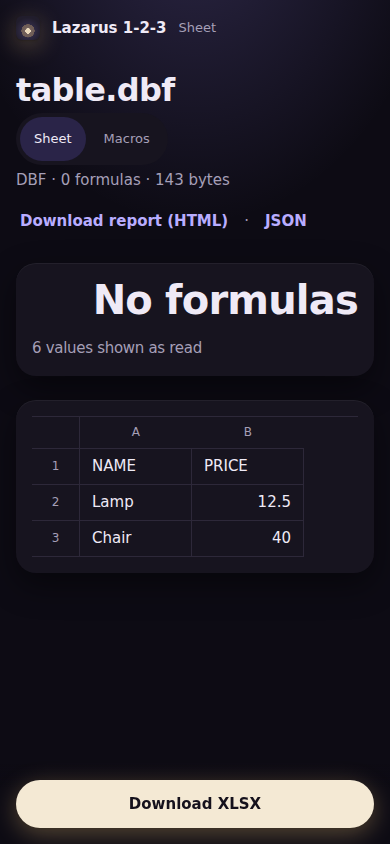 Lazarus 1-2-3 Sheet
table.dbf
Sheet Macros
DBF · 0 formulas · 143 bytes
Download report (HTML) · JSON
No formulas
6 values shown as read
A B
1 NAME PRICE
2 Lamp 12.5
3 Chair 40
Download XLSX